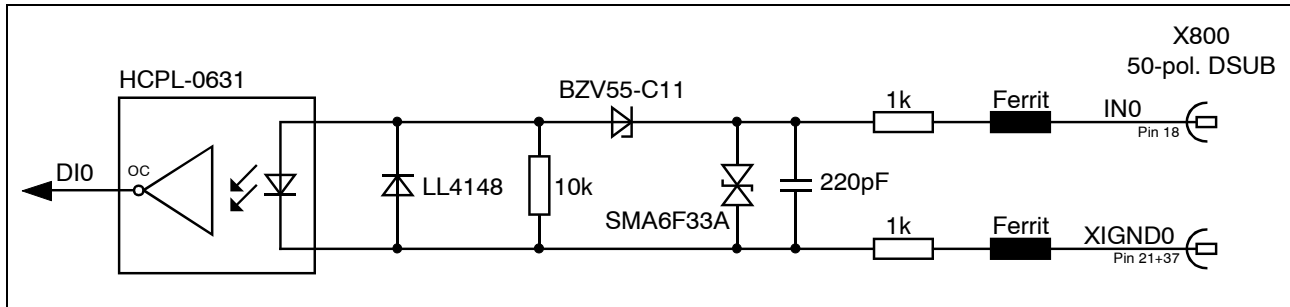 X800
50-pol. DSUB
HCPL-0631
BZV55-C11
1k
Ferrit
IN0
Pin 18
DI0
OC
LL4148
10k
220pF
SMA6F33A
1k
Ferrit
XIGND0
Pin 21+37